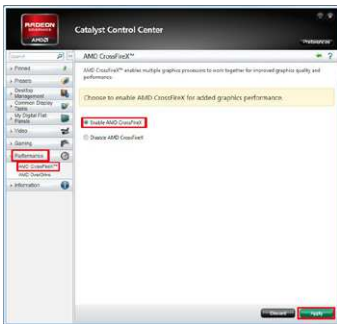 RADEON
GRAPHICS
AMD
Catalyst Control Center
Preferences
Search
AMD CrossFireX™
Pinned
Presets
Desktop
Management
Common Display
Tasks
My Digital Flat
Panels
Video
Gaming
Performance
AMD CrossFireX™
AMD OverDrive
Information
AMD CrossFireX™ enables multiple graphics processors to work together for improved graphics quality and
performance.
Choose to enable AMD CrossFireX for added graphics performance.
Enable AMD CrossFireX
Disable AMD CrossFireX
Discard
Apply